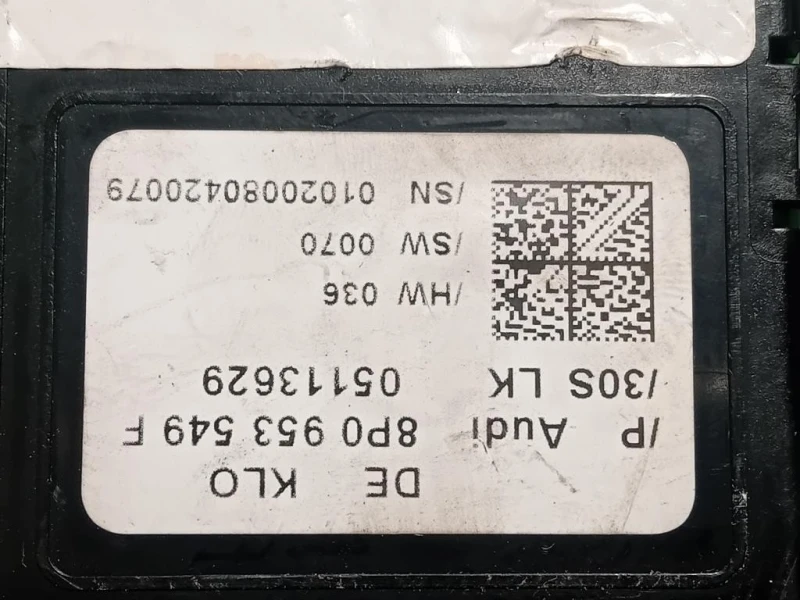 DE KLO
/P Audi 8P0 953 549 F
/30S LK 05113629
/HW 036
/SW 0070
/SN 01020080420079